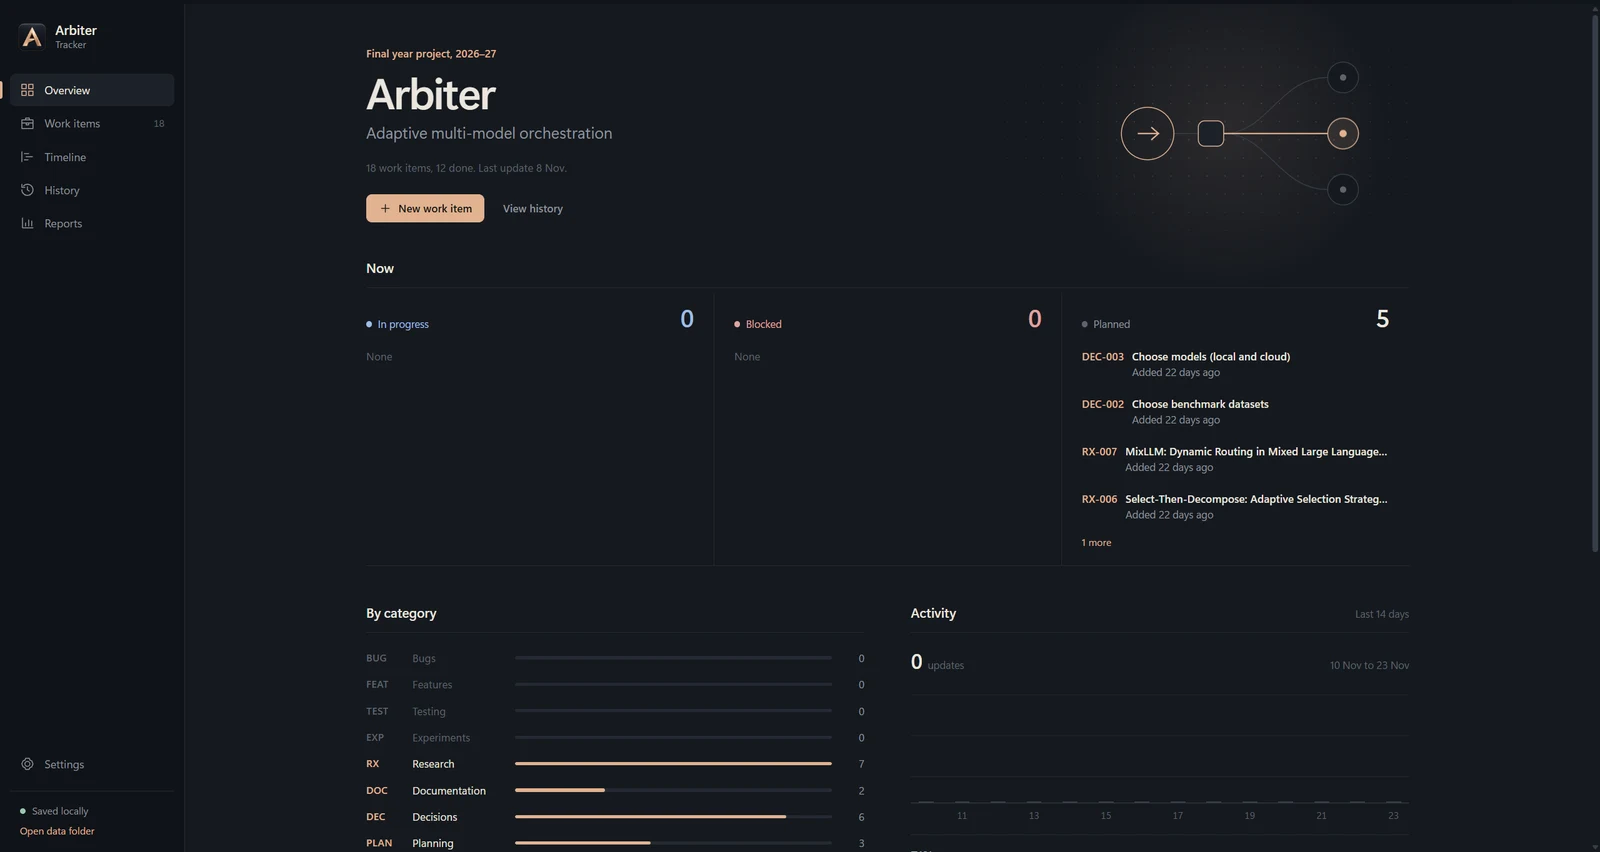 Arbiter
Tracker
Overview
Work items 18
Timeline
History
Reports
Settings
Saved locally
Open data folder
Final year project, 2026–27
Arbiter
Adaptive multi-model orchestration
18 work items, 12 done. Last update 8 Nov.
New work item
View history
Now
In progress 0
None
Blocked 0
None
Planned 5
DEC-003 Choose models (local and cloud)
Added 22 days ago
DEC-002 Choose benchmark datasets
Added 22 days ago
RX-007 MixLLM: Dynamic Routing in Mixed Large Language...
Added 22 days ago
RX-006 Select-Then-Decompose: Adaptive Selection Strateg...
Added 22 days ago
1 more
By category
BUG Bugs 0
FEAT Features 0
TEST Testing 0
EXP Experiments 0
RX Research 7
DOC Documentation 2
DEC Decisions 6
PLAN Planning 3
Activity Last 14 days
0 updates 10 Nov to 23 Nov
11 13 15 17 19 21 23